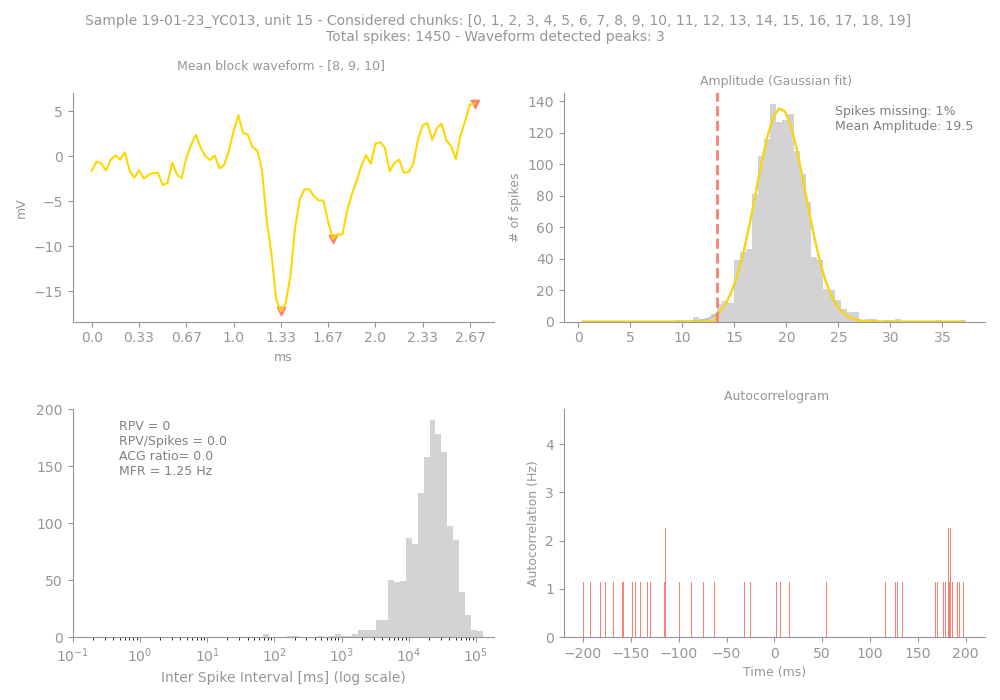 Sample 19-01-23_YC013, unit 15 - Considered chunks: [0, 1, 2, 3, 4, 5, 6, 7, 8, 9, 10, 11, 12, 13, 14, 15, 16, 17, 18, 19]
Total spikes: 1450 - Waveform detected peaks: 3
Mean block waveform - [8, 9, 10]
5
0
−5
−10
−15
mV
0.0 0.33 0.67 1.0 1.33 1.67 2.0 2.33 2.67
ms
Amplitude (Gaussian fit)
Spikes missing: 1%
Mean Amplitude: 19.5
140
120
100
80
60
40
20
0
# of spikes
0 5 10 15 20 25 30 35
200
150
100
50
0
RPV = 0
RPV/Spikes = 0.0
ACG ratio= 0.0
MFR = 1.25 Hz
10⁻¹ 10⁰ 10¹ 10² 10³ 10⁴ 10⁵
Inter Spike Interval [ms] (log scale)
Autocorrelogram
4
3
2
1
0
Autocorrelation (Hz)
−200 −150 −100 −50 0 50 100 150 200
Time (ms)